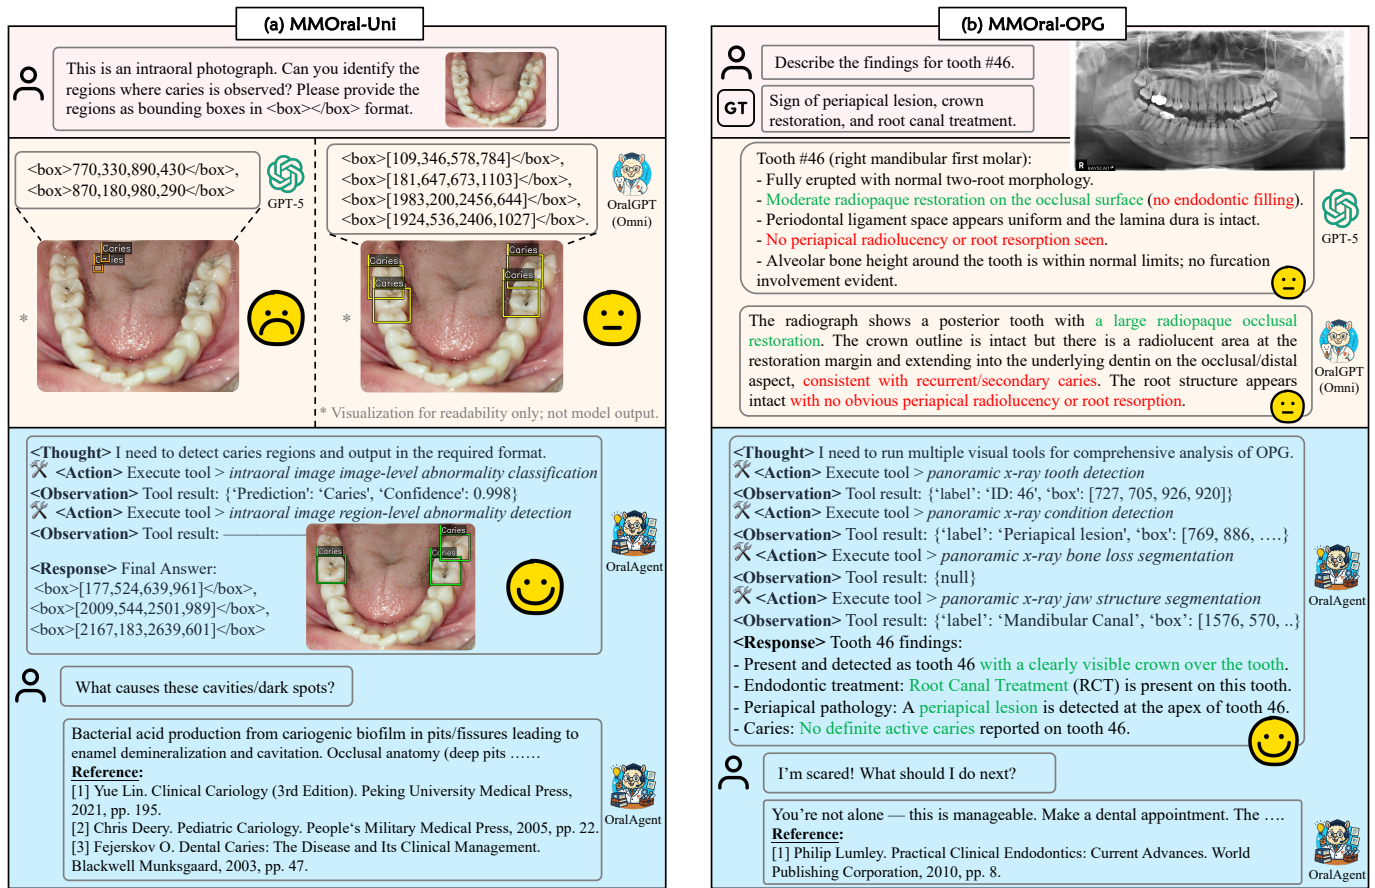 (a) MMOral-Uni
This is an intraoral photograph. Can you identify the
regions where caries is observed? Please provide the
regions as bounding boxes in <box></box> format.
<box>770,330,890,430</box>,
<box>870,180,980,290</box>
GPT-5
<box>[109,346,578,784]</box>,
<box>[181,647,673,1103]</box>,
<box>[1983,200,2456,644]</box>,
<box>[1924,536,2406,1027]</box>.
OralGPT
(Omni)
Caries
Caries
*
Caries
Caries
Caries
Caries
*
* Visualization for readability only; not model output.
<Thought> I need to detect caries regions and output in the required format.
<Action> Execute tool > intraoral image image-level abnormality classification
<Observation> Tool result: {‘Prediction': ‘Caries', ‘Confidence': 0.998}
<Action> Execute tool > intraoral image region-level abnormality detection
<Observation> Tool result:
Caries
Caries
Caries
<Response> Final Answer:
<box>[177,524,639,961]</box>,
<box>[2009,544,2501,989]</box>,
<box>[2167,183,2639,601]</box>
OralAgent
What causes these cavities/dark spots?
Bacterial acid production from cariogenic biofilm in pits/fissures leading to
enamel demineralization and cavitation. Occlusal anatomy (deep pits ……
Reference:
[1] Yue Lin. Clinical Cariology (3rd Edition). Peking University Medical Press,
2021, pp. 195.
[2] Chris Deery. Pediatric Cariology. People‘s Military Medical Press, 2005, pp. 22.
[3] Fejerskov O. Dental Caries: The Disease and Its Clinical Management.
Blackwell Munksgaard, 2003, pp. 47.
OralAgent
(b) MMOral-OPG
Describe the findings for tooth #46.
GT
Sign of periapical lesion, crown
restoration, and root canal treatment.
R
RAYSCAN
Tooth #46 (right mandibular first molar):
- Fully erupted with normal two-root morphology.
- Moderate radiopaque restoration on the occlusal surface (no endodontic filling).
- Periodontal ligament space appears uniform and the lamina dura is intact.
- No periapical radiolucency or root resorption seen.
- Alveolar bone height around the tooth is within normal limits; no furcation
involvement evident.
GPT-5
The radiograph shows a posterior tooth with a large radiopaque occlusal
restoration. The crown outline is intact but there is a radiolucent area at the
restoration margin and extending into the underlying dentin on the occlusal/distal
aspect, consistent with recurrent/secondary caries. The root structure appears
intact with no obvious periapical radiolucency or root resorption.
OralGPT
(Omni)
<Thought> I need to run multiple visual tools for comprehensive analysis of OPG.
<Action> Execute tool > panoramic x-ray tooth detection
<Observation> Tool result: {‘label’: ‘ID: 46’, ‘box': [727, 705, 926, 920]}
<Action> Execute tool > panoramic x-ray condition detection
<Observation> Tool result: {‘label’: ‘Periapical lesion', ‘box': [769, 886, ….}
<Action> Execute tool > panoramic x-ray bone loss segmentation
<Observation> Tool result: {null}
<Action> Execute tool > panoramic x-ray jaw structure segmentation
<Observation> Tool result: {‘label’: ‘Mandibular Canal’, ‘box’: [1576, 570, ..}
<Response> Tooth 46 findings:
- Present and detected as tooth 46 with a clearly visible crown over the tooth.
- Endodontic treatment: Root Canal Treatment (RCT) is present on this tooth.
- Periapical pathology: A periapical lesion is detected at the apex of tooth 46.
- Caries: No definite active caries reported on tooth 46.
OralAgent
I’m scared! What should I do next?
You’re not alone — this is manageable. Make a dental appointment. The ….
Reference:
[1] Philip Lumley. Practical Clinical Endodontics: Current Advances. World
Publishing Corporation, 2010, pp. 8.
OralAgent